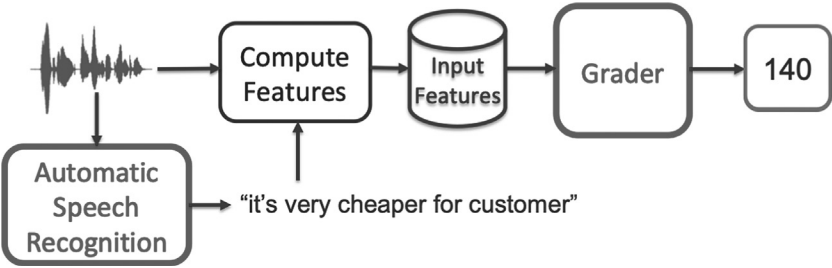 Compute
Features
Input
Features
Grader
140
Automatic
Speech
Recognition
“it’s very cheaper for customer”